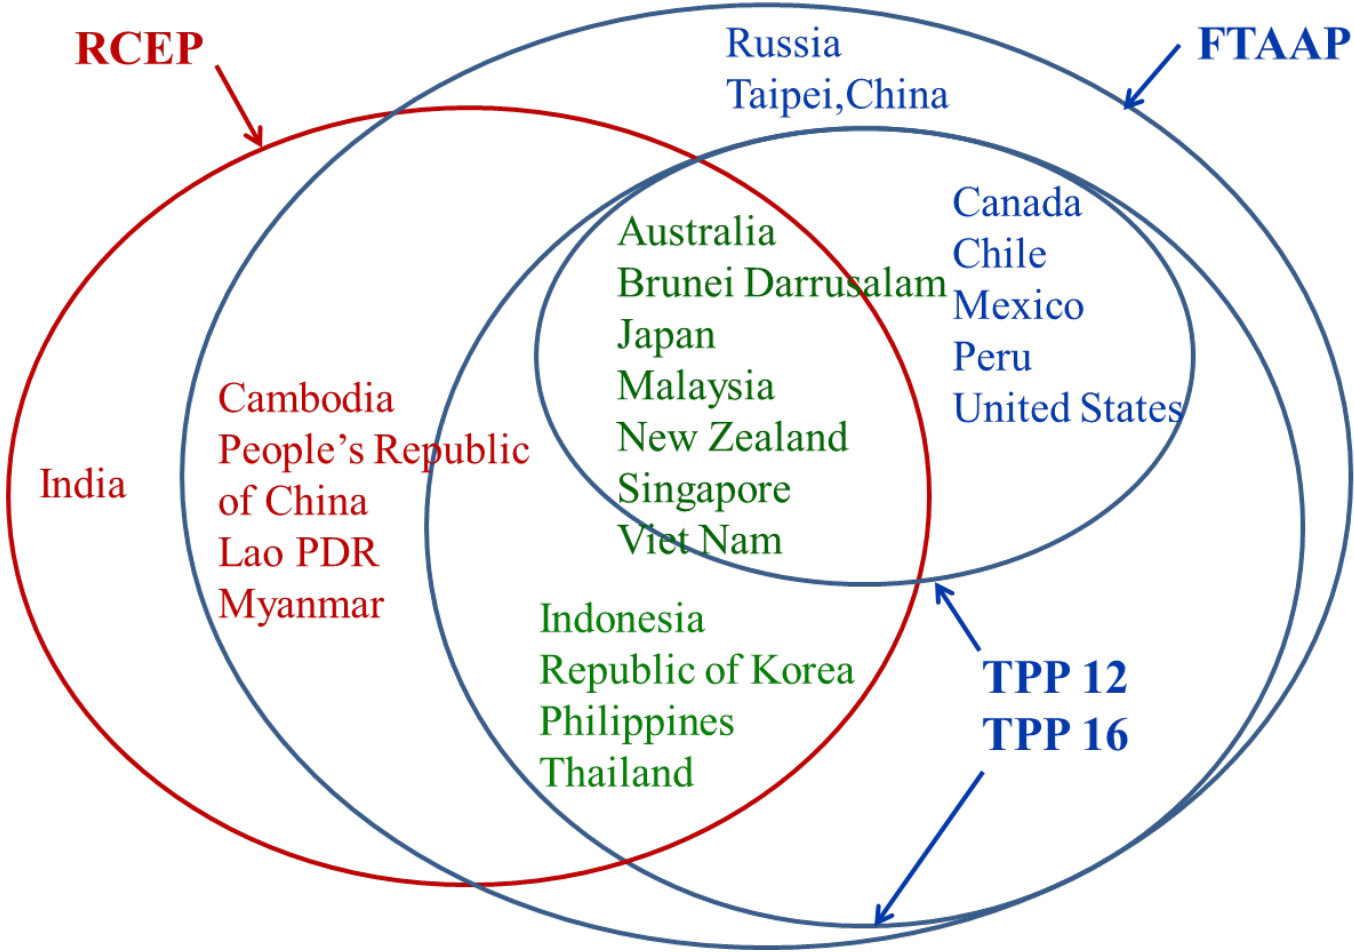 RCEP
Russia
Taipei,China
FTAAP
Canada
Chile
Mexico
Peru
United States
Australia
Brunei Darrusalam
Japan
Malaysia
New Zealand
Singapore
Viet Nam
Cambodia
People’s Republic
of China
Lao PDR
Myanmar
India
Indonesia
Republic of Korea
Philippines
Thailand
TPP 12
TPP 16